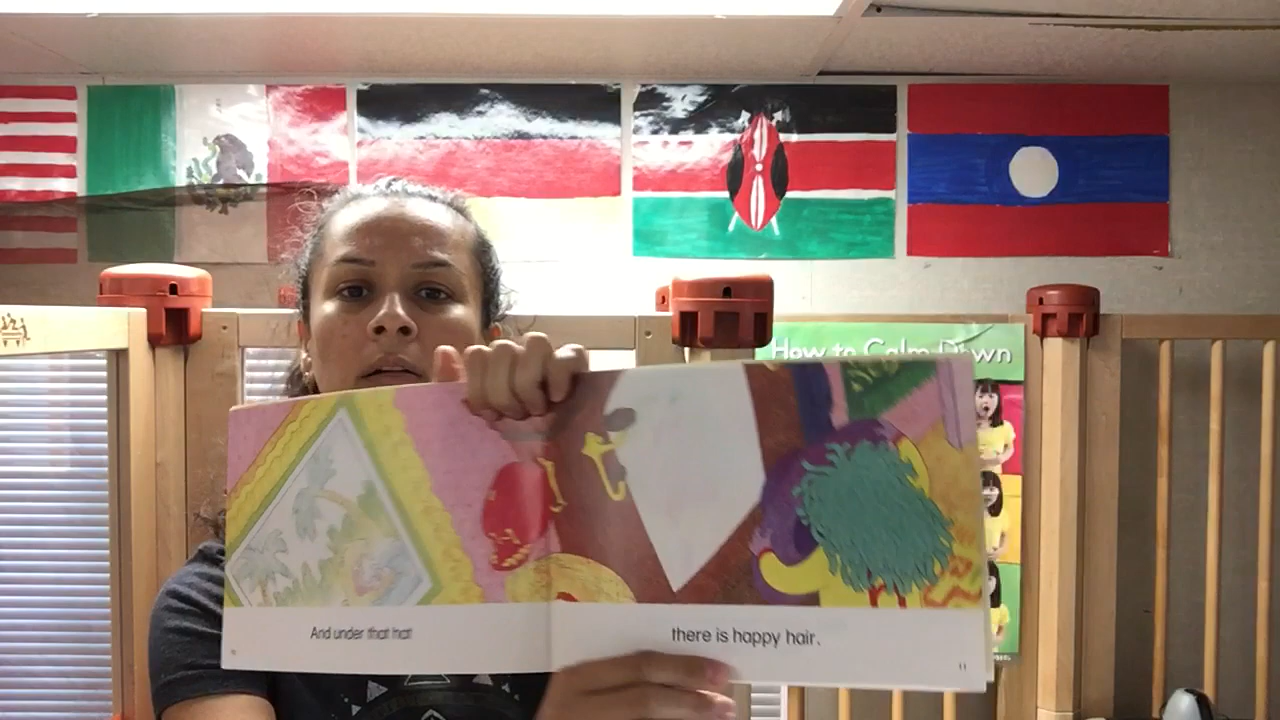 How to Calm Down
And under that hat
there is happy hair.
11